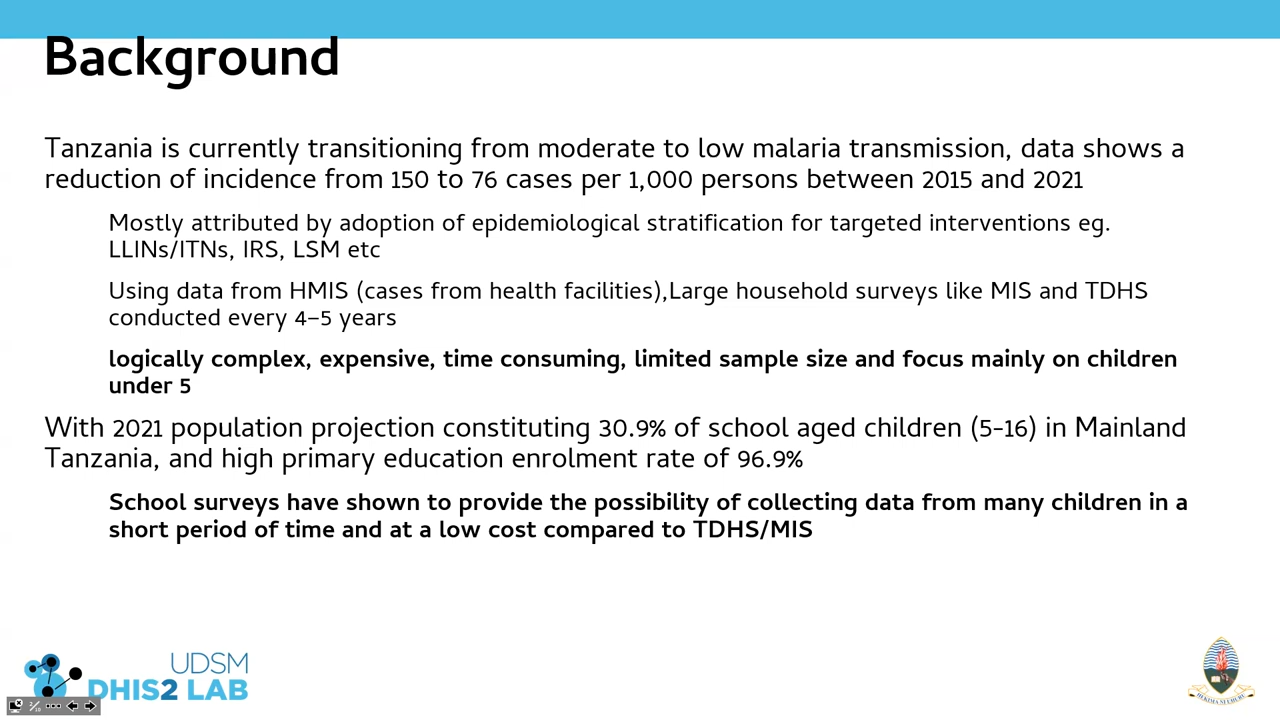 Background
Tanzania is currently transitioning from moderate to low malaria transmission, data shows a
reduction of incidence from 150 to 76 cases per 1,000 persons between 2015 and 2021
Mostly attributed by adoption of epidemiological stratification for targeted interventions eg.
LLINs/ITNs, IRS, LSM etc
Using data from HMIS (cases from health facilities),Large household surveys like MIS and TDHS
conducted every 4–5 years
logically complex, expensive, time consuming, limited sample size and focus mainly on children
under 5
With 2021 population projection constituting 30.9% of school aged children (5-16) in Mainland
Tanzania, and high primary education enrolment rate of 96.9%
School surveys have shown to provide the possibility of collecting data from many children in a
short period of time and at a low cost compared to TDHS/MIS
UDSM
DHIS2 LAB
HEKIMA NI UHURU